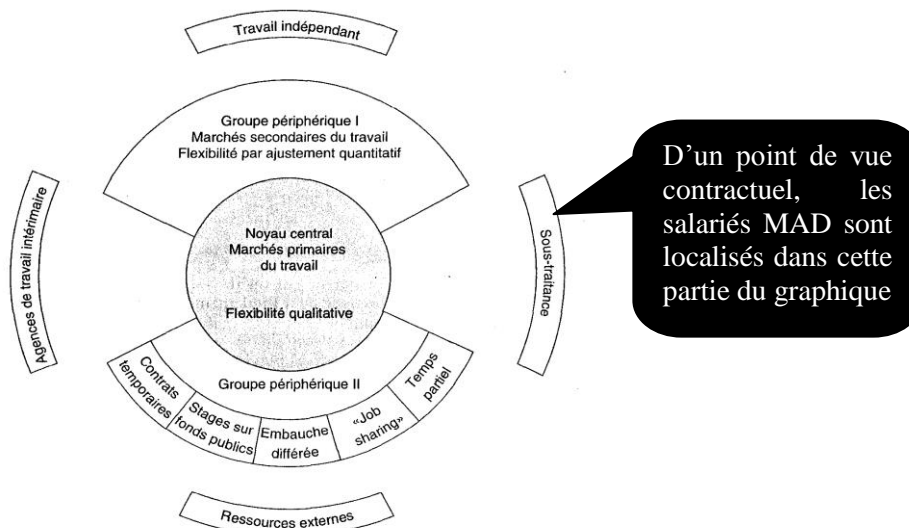 Travail indépendant
Groupe périphérique I
Marchés secondaires du travail
Flexibilité par ajustement quantitatif
Agences de travail intérimaire
Noyau central
Marchés primaires
du travail
Flexibilité qualitative
Sous-traitance
D’un point de vue
contractuel, les
salariés MAD sont
localisés dans cette
partie du graphique
Groupe périphérique II
Contrats
temporaires
Stages sur
fonds publics
Embauche
différée
«Job
sharing»
Temps
partiel
Ressources externes